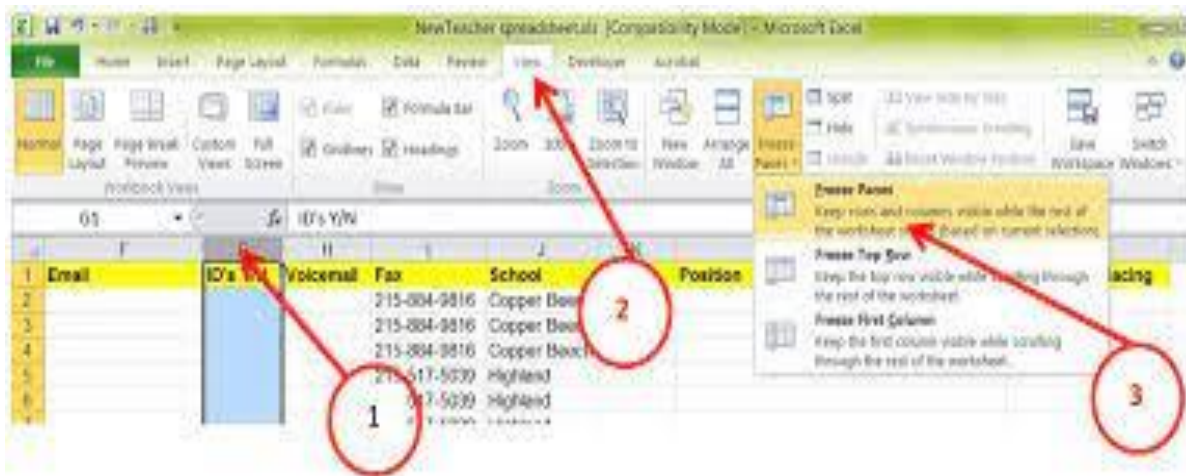 NewTeacher spreadsheet.xls [Compatibility Mode] - Microsoft Excel
File Home Insert Page Layout Formulas Data Review View Developer Acrobat
Normal Page Layout Page Break Preview Custom Views Full Screen
Workbook Views
Ruler Formula Bar
Gridlines Headings
Show
Zoom 100% Zoom to Selection
Zoom
New Window Arrange All Freeze Panes
Split
Hide
Unhide
View Side by Side
Synchronous Scrolling
Reset Window Position
Save Workspace Switch Windows
Freeze Panes
Keep rows and columns visible while the rest of
the worksheet (based on current selection).
Freeze Top Row
Keep the top row visible while scrolling through
the rest of the worksheet.
Freeze First Column
Keep the first column visible while scrolling
through the rest of the worksheet.
G1 fx ID's Y/N
F H I J K
1 Email ID's Voicemail Fax School Position
2 215-884-9816 Copper
3 215-884-9816 Copper
4 215-884-9816 Copper Beech
5 215-517-5039 Highland
6 517-5039 Highland
1
2
3